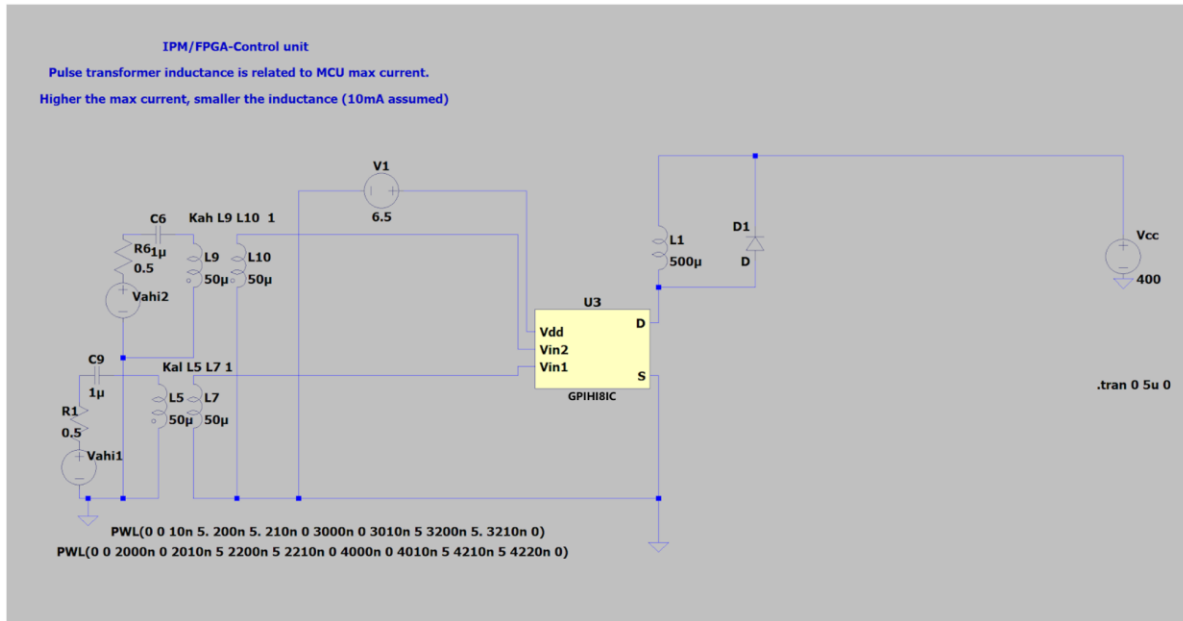 IPM/FPGA-Control unit
Pulse transformer inductance is related to MCU max current.
Higher the max current, smaller the inductance (10mA assumed)
V1
6.5
C6
1µ
Kah L9 L10 1
R6
0.5
L9
50µ
L10
50µ
Vahi2
C9
1µ
Kal L5 L7 1
L5
50µ
L7
50µ
R1
0.5
Vahi1
L1
500µ
D1
D
Vcc
400
U3
Vdd
Vin2
Vin1
D
S
GPIHI8IC
.tran 0 5u 0
PWL(0 0 10n 5. 200n 5. 210n 0 3000n 0 3010n 5 3200n 5. 3210n 0)
PWL(0 0 2000n 0 2010n 5 2200n 5 2210n 0 4000n 0 4010n 5 4210n 5 4220n 0)